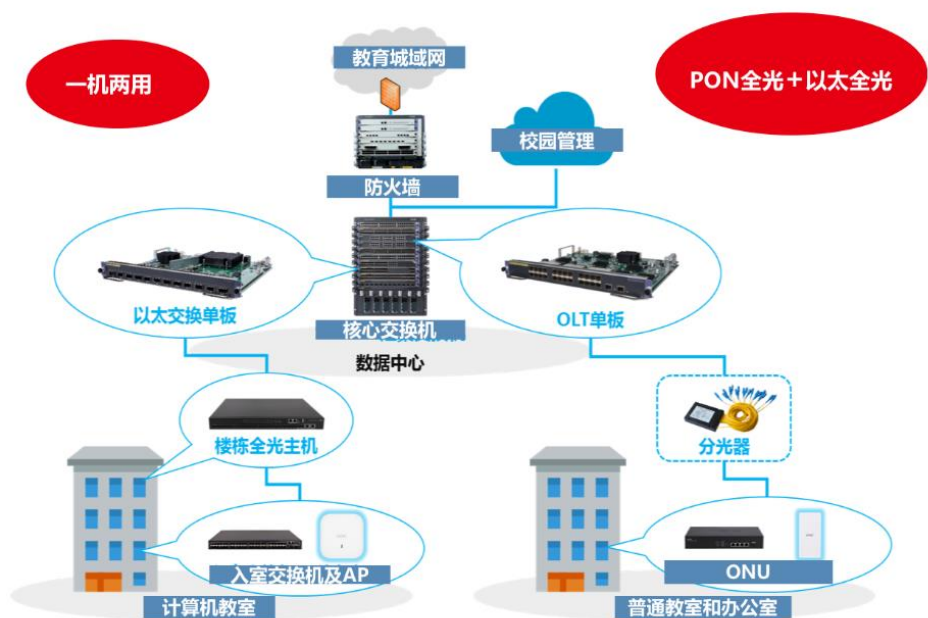 教育城域网
一机两用
PON全光＋以太全光
校园管理
防火墙
以太交换单板
核心交换机
OLT单板
数据中心
楼栋全光主机
分光器
入室交换机及AP
ONU
计算机教室
普通教室和办公室